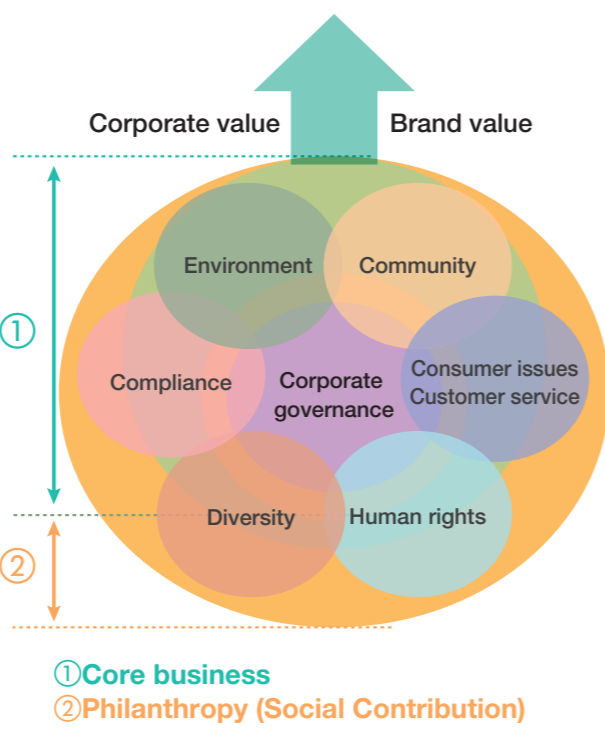 Corporate value
Brand value
Environment
Community
①
Compliance
Corporate
governance
Consumer issues
Customer service
Diversity
Human rights
②
①Core business
②Philanthropy (Social Contribution)